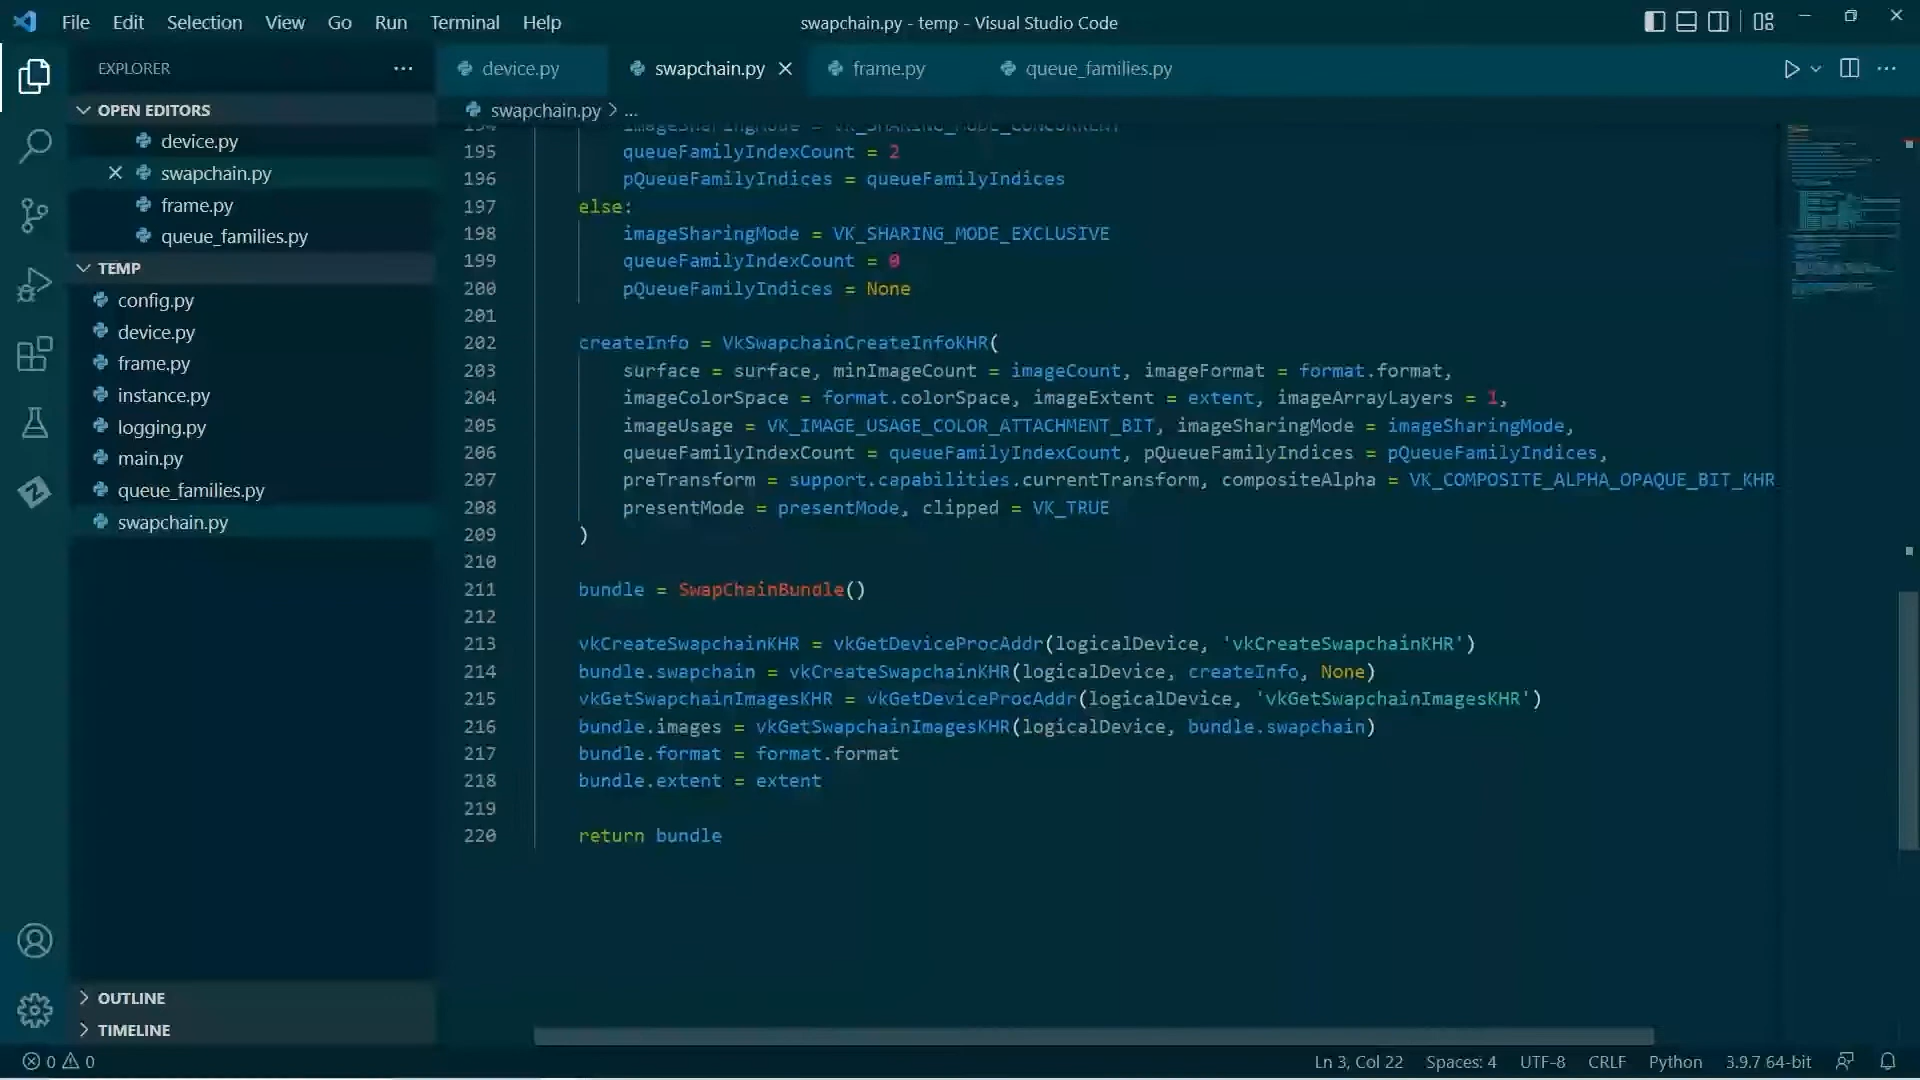 File Edit Selection View Go Run Terminal Help
swapchain.py - temp - Visual Studio Code
EXPLORER
device.py
swapchain.py
frame.py
queue_families.py
OPEN EDITORS
swapchain.py > ...
device.py
swapchain.py
frame.py
queue_families.py
TEMP
config.py
device.py
frame.py
instance.py
logging.py
main.py
queue_families.py
swapchain.py
OUTLINE
TIMELINE
194 imageSharingMode = VK_SHARING_MODE_CONCURRENT
195 queueFamilyIndexCount = 2
196 pQueueFamilyIndices = queueFamilyIndices
197 else:
198 imageSharingMode = VK_SHARING_MODE_EXCLUSIVE
199 queueFamilyIndexCount = 0
200 pQueueFamilyIndices = None
201
202 createInfo = VkSwapchainCreateInfoKHR(
203 surface = surface, minImageCount = imageCount, imageFormat = format.format,
204 imageColorSpace = format.colorSpace, imageExtent = extent, imageArrayLayers = 1,
205 imageUsage = VK_IMAGE_USAGE_COLOR_ATTACHMENT_BIT, imageSharingMode = imageSharingMode,
206 queueFamilyIndexCount = queueFamilyIndexCount, pQueueFamilyIndices = pQueueFamilyIndices,
207 preTransform = support.capabilities.currentTransform, compositeAlpha = VK_COMPOSITE_ALPHA_OPAQUE_BIT_KHR
208 presentMode = presentMode, clipped = VK_TRUE
209 )
210
211 bundle = SwapChainBundle()
212
213 vkCreateSwapchainKHR = vkGetDeviceProcAddr(logicalDevice, 'vkCreateSwapchainKHR')
214 bundle.swapchain = vkCreateSwapchainKHR(logicalDevice, createInfo, None)
215 vkGetSwapchainImagesKHR = vkGetDeviceProcAddr(logicalDevice, 'vkGetSwapchainImagesKHR')
216 bundle.images = vkGetSwapchainImagesKHR(logicalDevice, bundle.swapchain)
217 bundle.format = format.format
218 bundle.extent = extent
219
220 return bundle
0 0
Ln 3, Col 22 Spaces: 4 UTF-8 CRLF Python 3.9.7 64-bit